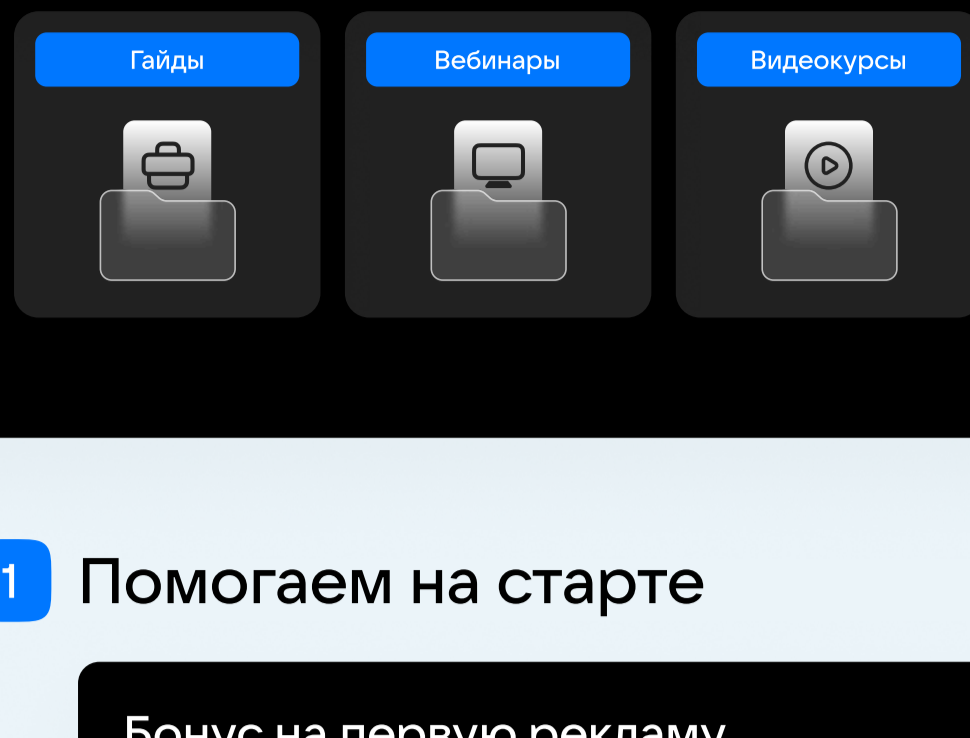 Гайды
Вебинары
Видеокурсы
1
Помогаем на старте
Бонус на первую рекламу